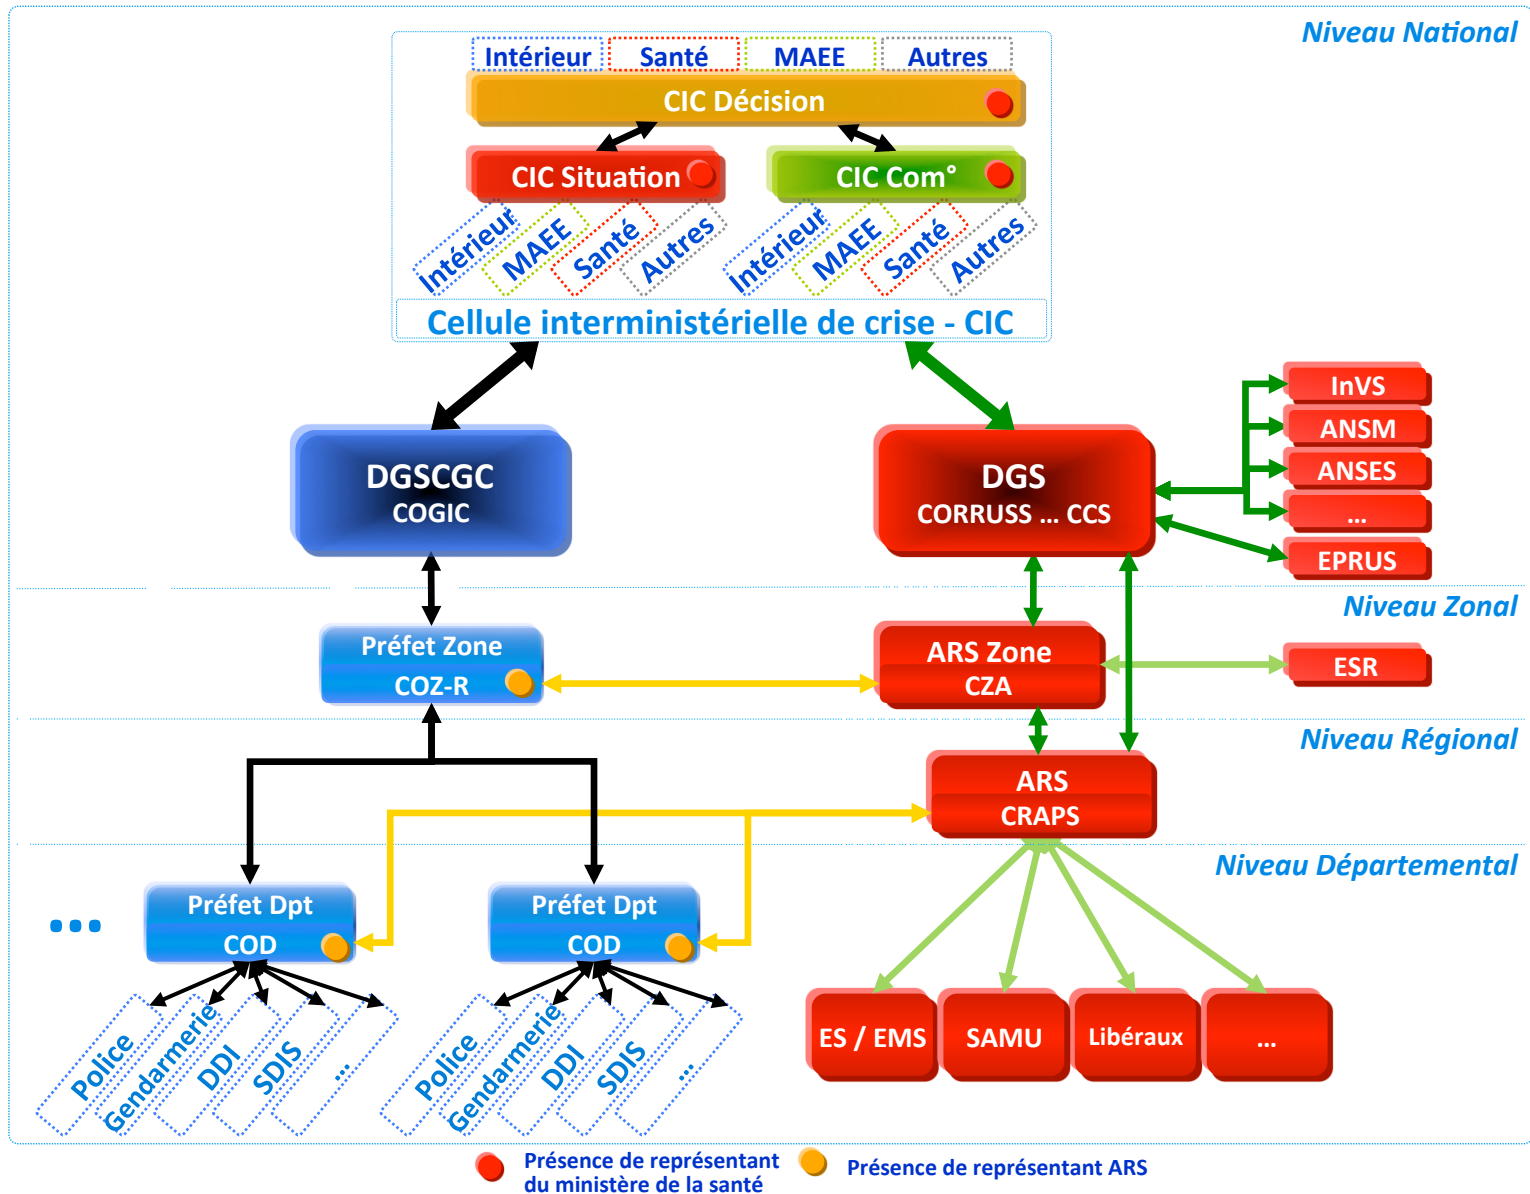 Niveau National
Intérieur
Santé
MAEE
Autres
CIC Décision
CIC Situation
CIC Com°
Intérieur
MAEE
Santé
Autres
Intérieur
MAEE
Santé
Autres
Cellule interministérielle de crise - CIC
DGSCGC
COGIC
DGS
CORRUSS ... CCS
InVS
ANSM
ANSES
...
EPRUS
Niveau Zonal
Préfet Zone
COZ-R
ARS Zone
CZA
ESR
Niveau Régional
ARS
CRAPS
Niveau Départemental
...
Préfet Dpt
COD
Préfet Dpt
COD
Police
Gendarmerie
DDI
SDIS
...
Police
Gendarmerie
DDI
SDIS
...
ES / EMS
SAMU
Libéraux
...
Présence de représentant
du ministère de la santé
Présence de représentant ARS